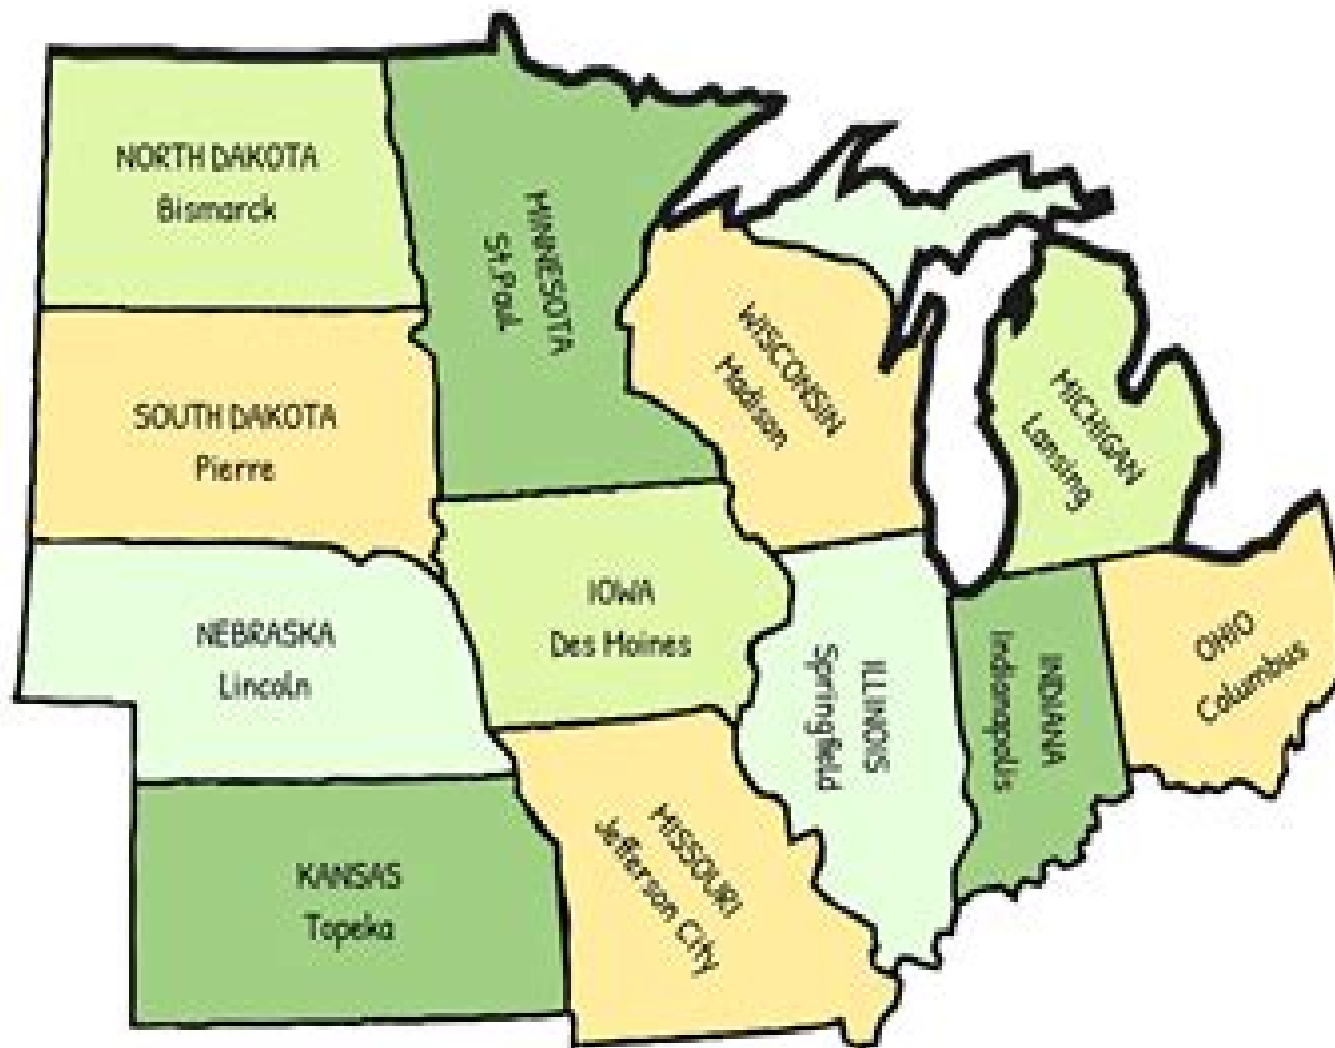 NORTH DAKOTA
Bismarck
MINNESOTA
St.Paul
WISCONSIN
Madison
SOUTH DAKOTA
Pierre
MICHIGAN
Lansing
NEBRASKA
Lincoln
IOWA
Des Moines
ILLINOIS
Springfield
INDIANA
Indianapolis
OHIO
Columbus
KANSAS
Topeka
MISSOURI
Jefferson City